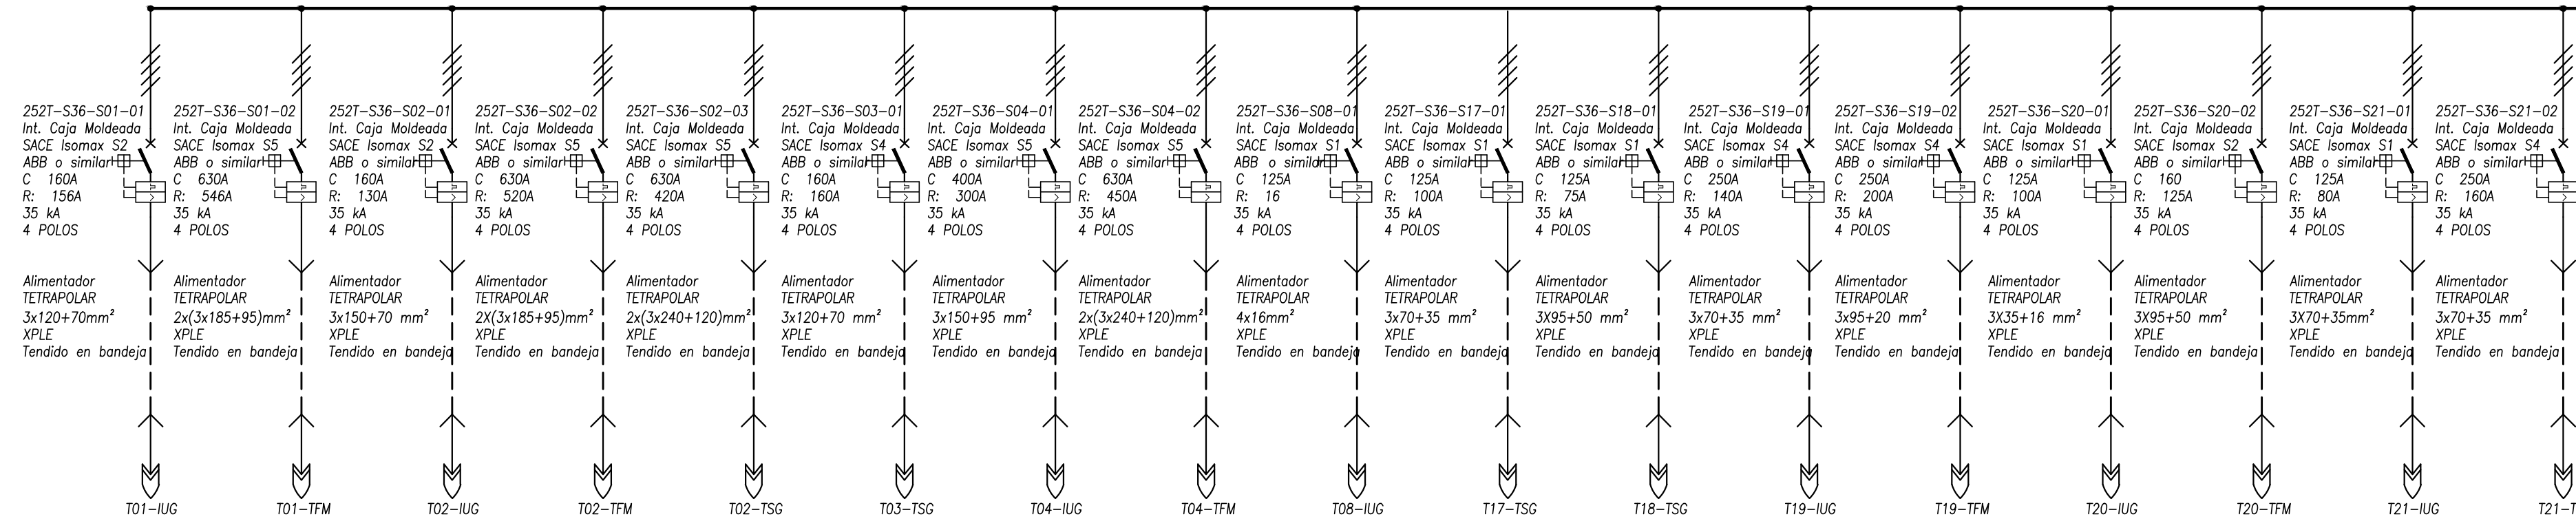 252T-S36-S01-01
Int. Caja Moldeada
SACE Isomax S2
ABB o similar
C 160A
R: 156A
35 kA
4 POLOS
Alimentador
TETRAPOLAR
3x120+70mm²
XPLE
Tendido en bandeja
T01-IUG
252T-S36-S01-02
Int. Caja Moldeada
SACE Isomax S5
ABB o similar
C 630A
R: 546A
35 kA
4 POLOS
Alimentador
TETRAPOLAR
2x(3x185+95)mm²
XPLE
Tendido en bandeja
T01-TFM
252T-S36-S02-01
Int. Caja Moldeada
SACE Isomax S2
ABB o similar
C 160A
R: 130A
35 kA
4 POLOS
Alimentador
TETRAPOLAR
3x150+70 mm²
XPLE
Tendido en bandeja
T02-IUG
252T-S36-S02-02
Int. Caja Moldeada
SACE Isomax S5
ABB o similar
C 630A
R: 520A
35 kA
4 POLOS
Alimentador
TETRAPOLAR
2X(3x185+95)mm²
XPLE
Tendido en bandeja
T02-TFM
252T-S36-S02-03
Int. Caja Moldeada
SACE Isomax S5
ABB o similar
C 630A
R: 420A
35 kA
4 POLOS
Alimentador
TETRAPOLAR
2x(3x240+120)mm²
XPLE
Tendido en bandeja
T02-TSG
252T-S36-S03-01
Int. Caja Moldeada
SACE Isomax S4
ABB o similar
C 160A
R: 160A
35 kA
4 POLOS
Alimentador
TETRAPOLAR
3x120+70 mm²
XPLE
Tendido en bandeja
T03-TSG
252T-S36-S04-01
Int. Caja Moldeada
SACE Isomax S5
ABB o similar
C 400A
R: 300A
35 kA
4 POLOS
Alimentador
TETRAPOLAR
3x150+95 mm²
XPLE
Tendido en bandeja
T04-IUG
252T-S36-S04-02
Int. Caja Moldeada
SACE Isomax S5
ABB o similar
C 630A
R: 450A
35 kA
4 POLOS
Alimentador
TETRAPOLAR
2x(3x240+120)mm²
XPLE
Tendido en bandeja
T04-TFM
252T-S36-S08-01
Int. Caja Moldeada
SACE Isomax S1
ABB o similar
C 125A
R: 16
35 kA
4 POLOS
Alimentador
TETRAPOLAR
4x16mm²
XPLE
Tendido en bandeja
T08-IUG
252T-S36-S17-01
Int. Caja Moldeada
SACE Isomax S1
ABB o similar
C 125A
R: 100A
35 kA
4 POLOS
Alimentador
TETRAPOLAR
3x70+35 mm²
XPLE
Tendido en bandeja
T17-TSG
252T-S36-S18-01
Int. Caja Moldeada
SACE Isomax S1
ABB o similar
C 125A
R: 75A
35 kA
4 POLOS
Alimentador
TETRAPOLAR
3X95+50 mm²
XPLE
Tendido en bandeja
T18-TSG
252T-S36-S19-01
Int. Caja Moldeada
SACE Isomax S4
ABB o similar
C 250A
R: 140A
35 kA
4 POLOS
Alimentador
TETRAPOLAR
3x70+35 mm²
XPLE
Tendido en bandeja
T19-IUG
252T-S36-S19-02
Int. Caja Moldeada
SACE Isomax S4
ABB o similar
C 250A
R: 200A
35 kA
4 POLOS
Alimentador
TETRAPOLAR
3x95+20 mm²
XPLE
Tendido en bandeja
T19-TFM
252T-S36-S20-01
Int. Caja Moldeada
SACE Isomax S1
ABB o similar
C 125A
R: 100A
35 kA
4 POLOS
Alimentador
TETRAPOLAR
3X35+16 mm²
XPLE
Tendido en bandeja
T20-IUG
252T-S36-S20-02
Int. Caja Moldeada
SACE Isomax S2
ABB o similar
C 160
R: 125A
35 kA
4 POLOS
Alimentador
TETRAPOLAR
3X95+50 mm²
XPLE
Tendido en bandeja
T20-TFM
252T-S36-S21-01
Int. Caja Moldeada
SACE Isomax S1
ABB o similar
C 125A
R: 80A
35 kA
4 POLOS
Alimentador
TETRAPOLAR
3X70+35mm²
XPLE
Tendido en bandeja
T21-IUG
252T-S36-S21-02
Int. Caja Moldeada
SACE Isomax S4
ABB o similar
C 250A
R: 160A
35 kA
4 POLOS
Alimentador
TETRAPOLAR
3x70+35 mm²
XPLE
Tendido en bandeja